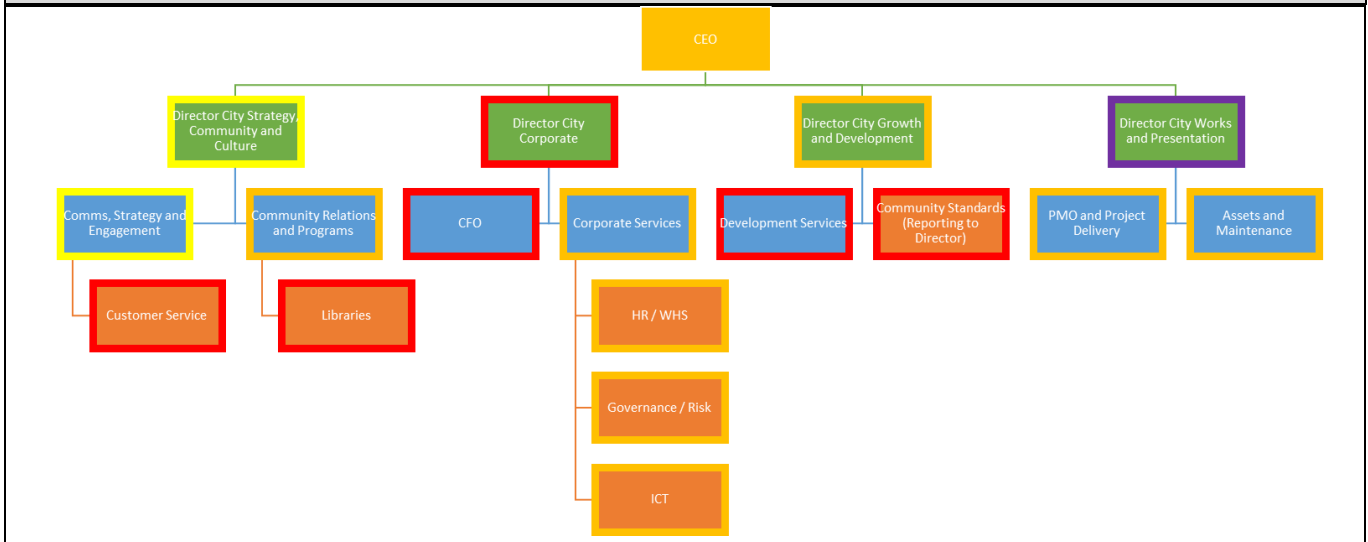 CEO
Director City Strategy,
Community and
Culture
Director City
Corporate
Director City Growth
and Development
Director City Works
and Presentation
Comms, Strategy and
Engagement
Community Relations
and Programs
CFO
Corporate Services
Development Services
Community Standards
(Reporting to
Director)
PMO and Project
Delivery
Assets and
Maintenance
Customer Service
Libraries
HR / WHS
Governance / Risk
ICT